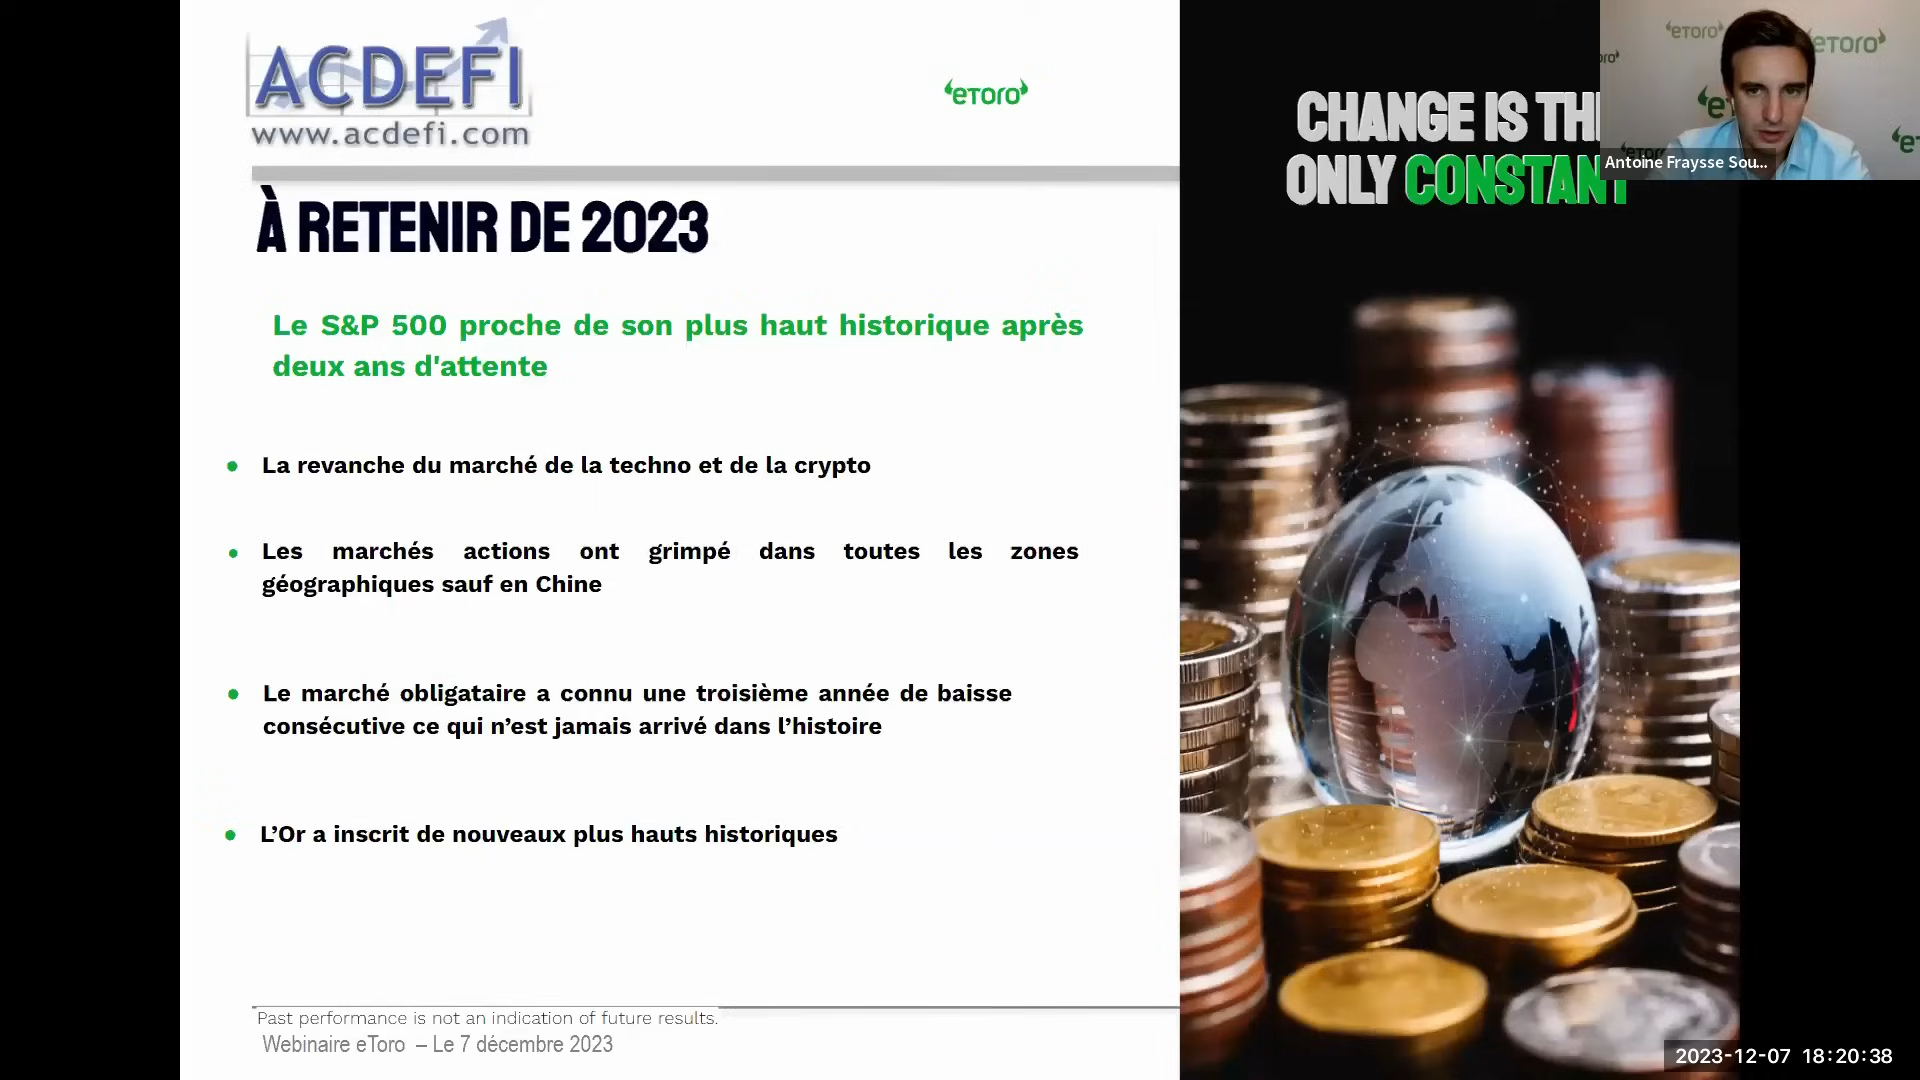 ACDEFI
www.acdefi.com
eToro
À RETENIR DE 2023
Le S&P 500 proche de son plus haut historique après
deux ans d'attente
La revanche du marché de la techno et de la crypto
Les marchés actions ont grimpé dans toutes les zones
géographiques sauf en Chine
Le marché obligataire a connu une troisième année de baisse
consécutive ce qui n’est jamais arrivé dans l’histoire
L’Or a inscrit de nouveaux plus hauts historiques
Past performance is not an indication of future results.
Webinaire eToro – Le 7 décembre 2023
CHANGE IS THE
ONLY CONSTANT
eToro
eToro
Antoine Fraysse Sou...
2023-12-07 18:20:38